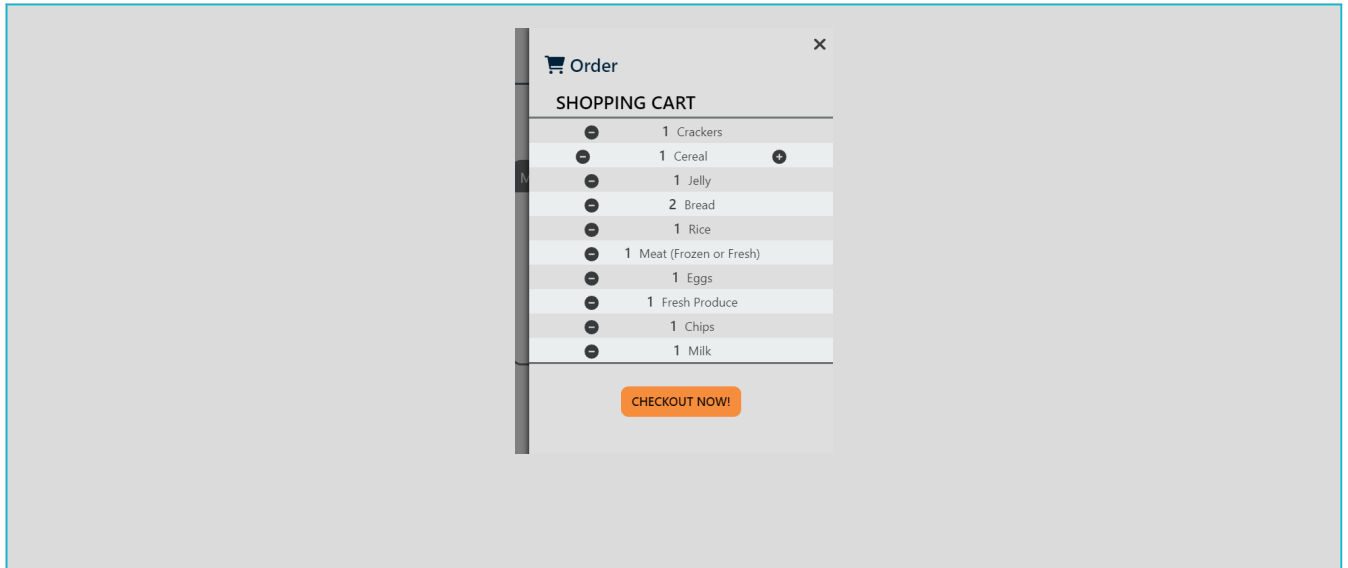 Order
SHOPPING CART
1 Crackers
1 Cereal
1 Jelly
2 Bread
1 Rice
1 Meat (Frozen or Fresh)
1 Eggs
1 Fresh Produce
1 Chips
1 Milk
CHECKOUT NOW!